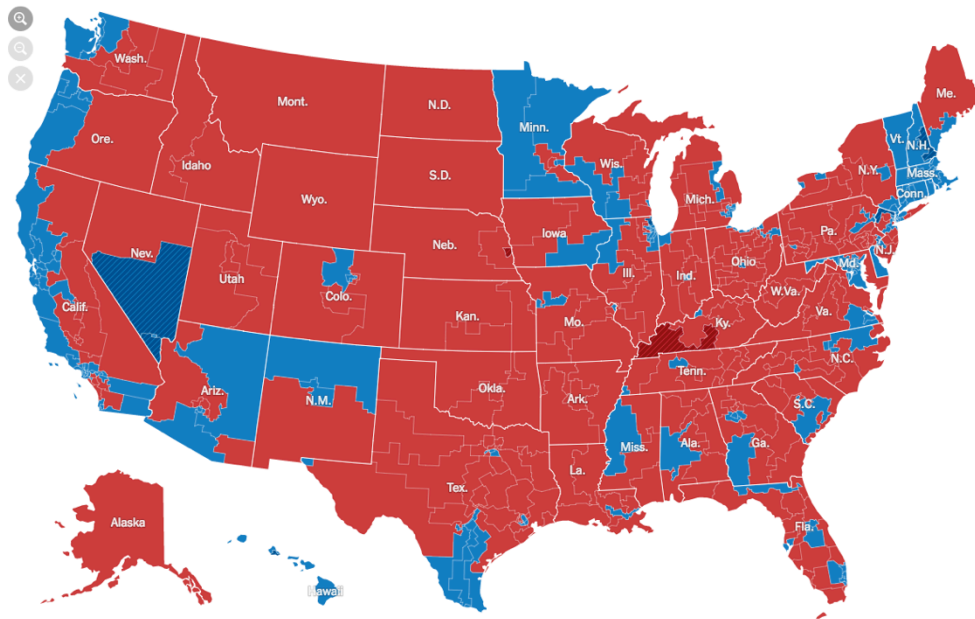 Wash.
Mont.
N.D.
Minn.
Me.
Ore.
Idaho
S.D.
Wis.
Vt.
N.H.
Mich.
N.Y.
Mass.
Conn
Wyo.
Neb.
Iowa
Pa.
Nev.
Utah
Colo.
Ill.
Ind.
Ohio
Md.
N.J.
Calif.
Kan.
Mo.
W.Va.
Ky.
Va.
Ariz.
N.M.
Okla.
Ark.
Tenn.
N.C.
S.C.
Tex.
La.
Miss.
Ala.
Ga.
Fla.
Alaska
Hawaii